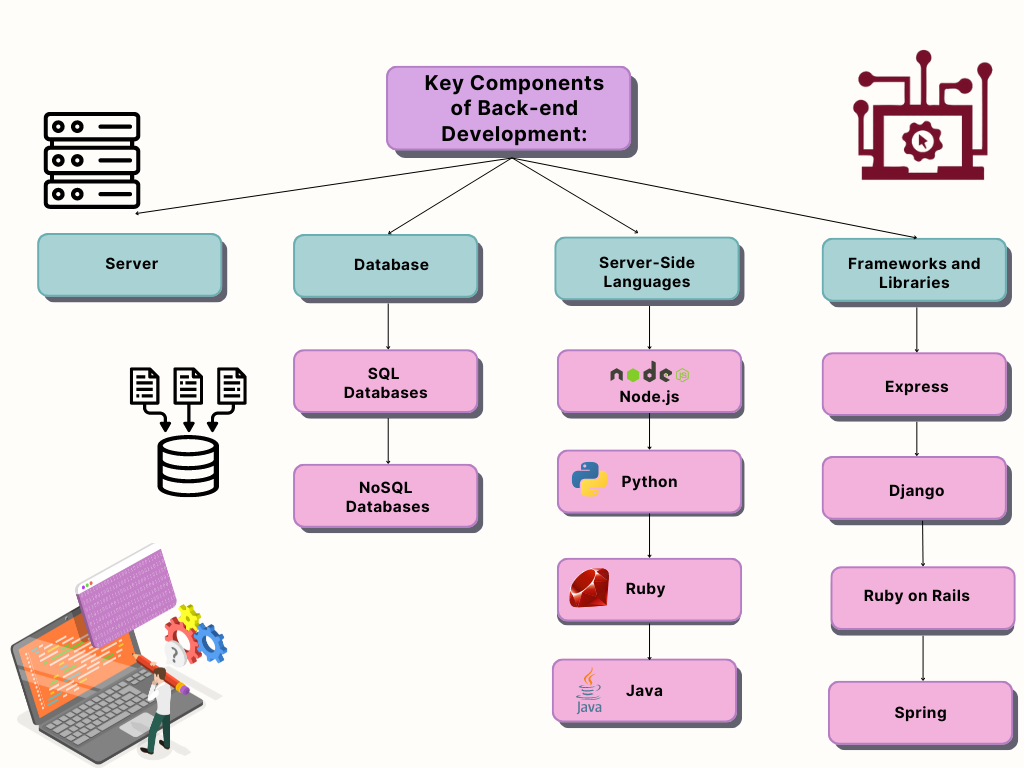 Key Components
of Back-end
Development:
Server
Database
Server-Side
Languages
Frameworks and
Libraries
SQL
Databases
NoSQL
Databases
node
JS
Node.js
Python
Ruby
Java
Java
Express
Django
Ruby on Rails
Spring
?